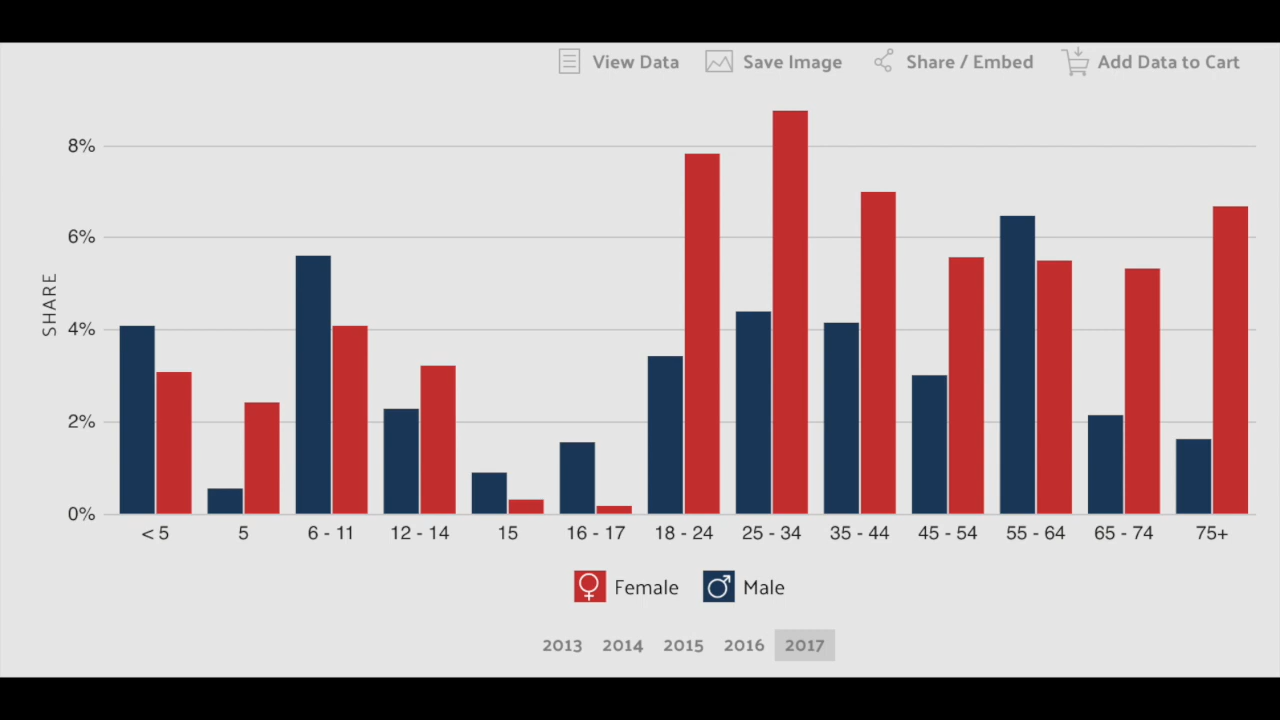 View Data Save Image Share / Embed Add Data to Cart
8%
6%
SHARE
4%
2%
0%
< 5 5 6 - 11 12 - 14 15 16 - 17 18 - 24 25 - 34 35 - 44 45 - 54 55 - 64 65 - 74 75+
Female Male
2013 2014 2015 2016 2017